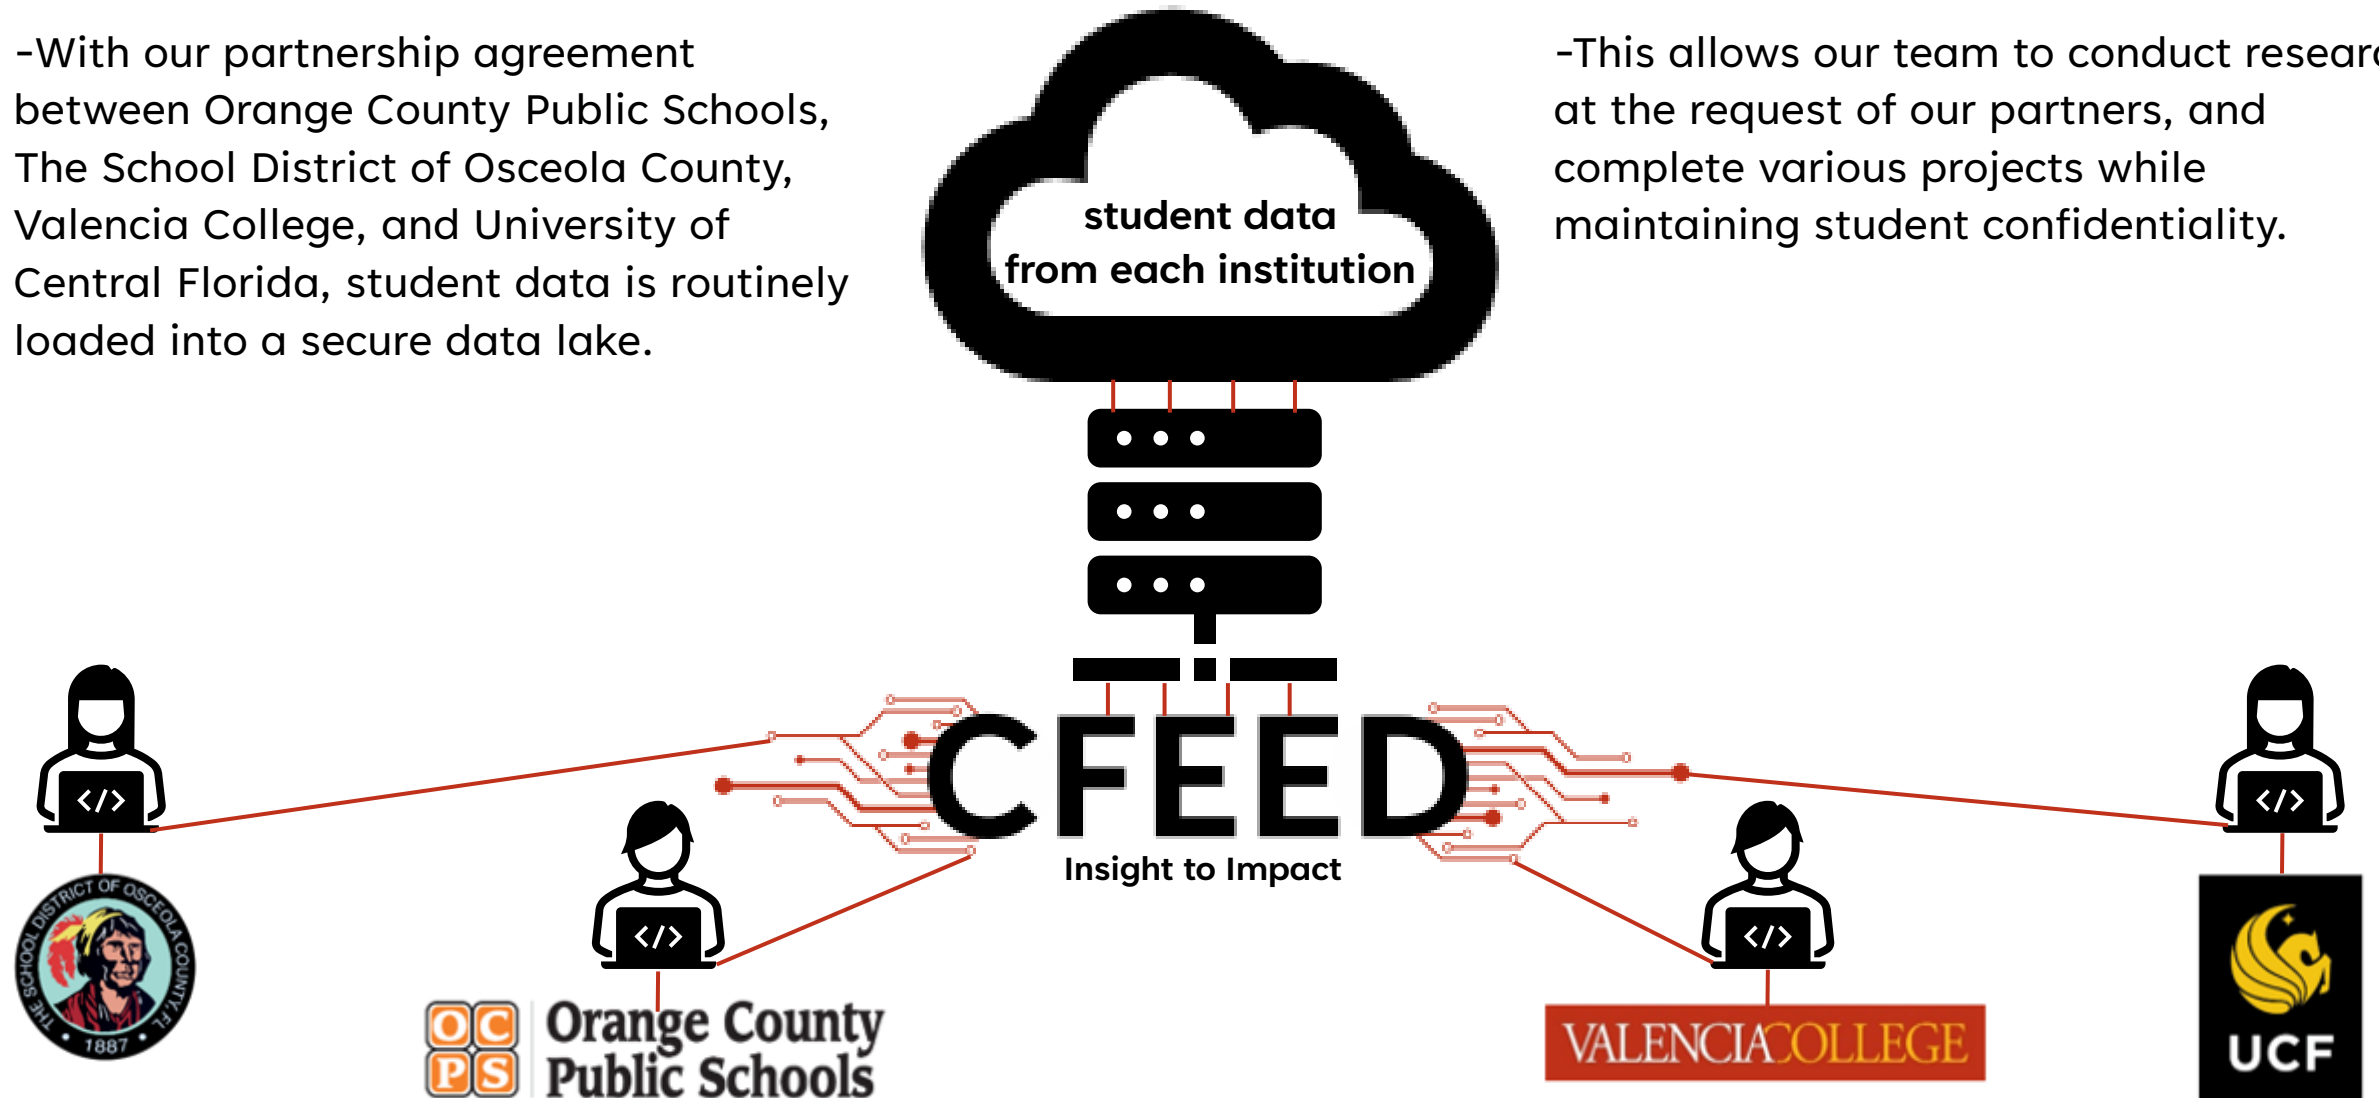 -With our partnership agreement
between Orange County Public Schools,
The School District of Osceola County,
Valencia College, and University of
Central Florida, student data is routinely
loaded into a secure data lake.
student data
from each institution
-This allows our team to conduct
at the request of our partners, and
complete various projects while
maintaining student confidentiality.
CFEED
Insight to Impact
</>
</>
</>
</>
THE SCHOOL DISTRICT OF OSCEOLA COUNTY, FL
• 1887 •
OC
PS
Orange County
Public Schools
VALENCIACOLLEGE
UCF